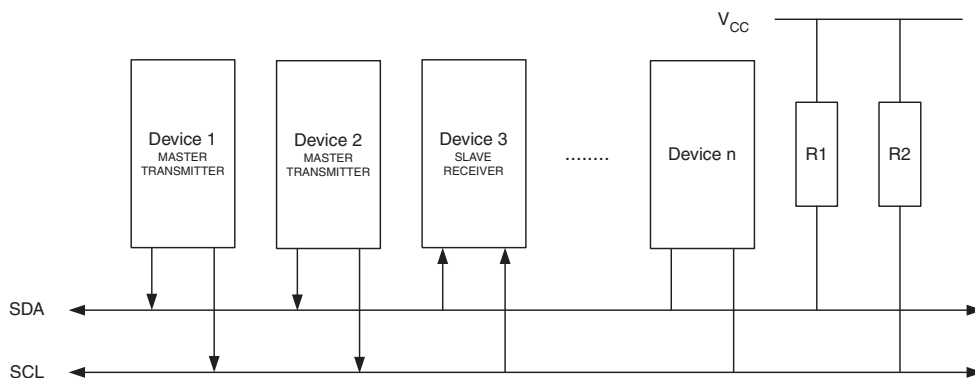 VCC
Device 1
MASTER
TRANSMITTER
Device 2
MASTER
TRANSMITTER
Device 3
SLAVE
RECEIVER
........
Device n
R1
R2
SDA
SCL